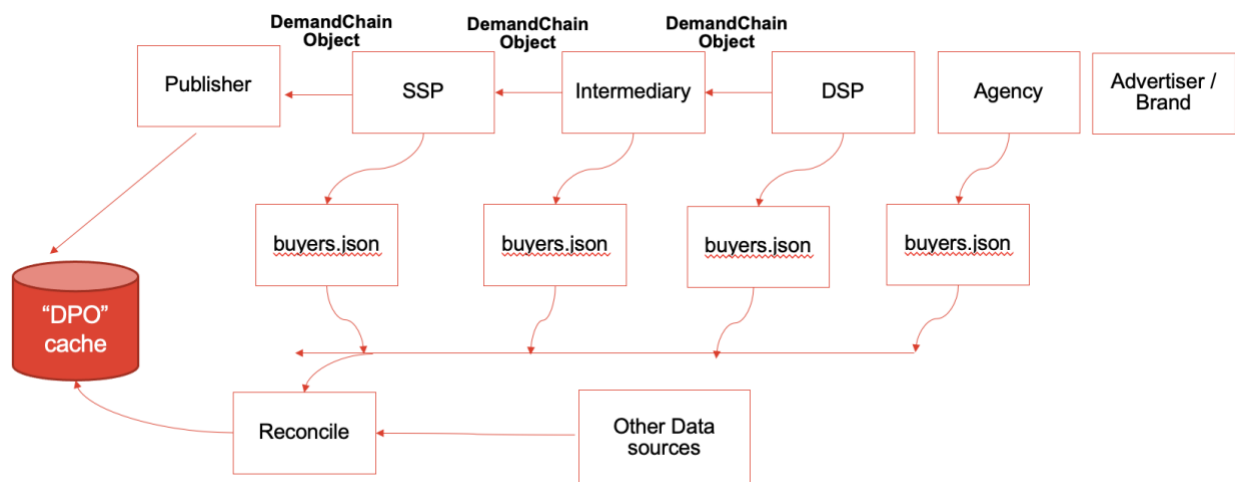 DemandChain
Object
DemandChain
Object
DemandChain
Object
Publisher
SSP
Intermediary
DSP
Agency
Advertiser /
Brand
buyers.json
buyers.json
buyers.json
buyers.json
“DPO”
cache
Reconcile
Other Data
sources